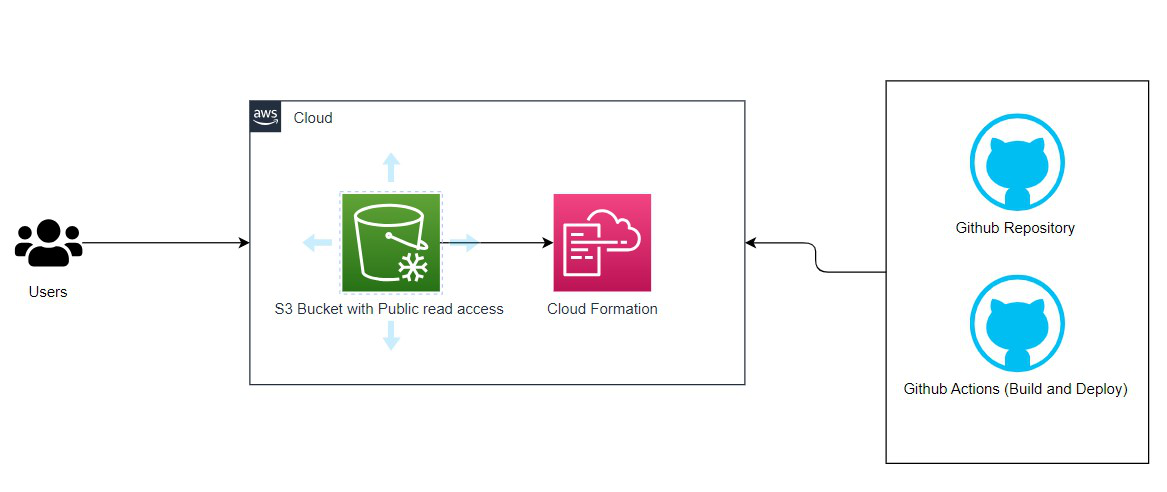 aws
Cloud
Users
S3 Bucket with Public read access
Cloud Formation
Github Repository
Github Actions (Build and Deploy)